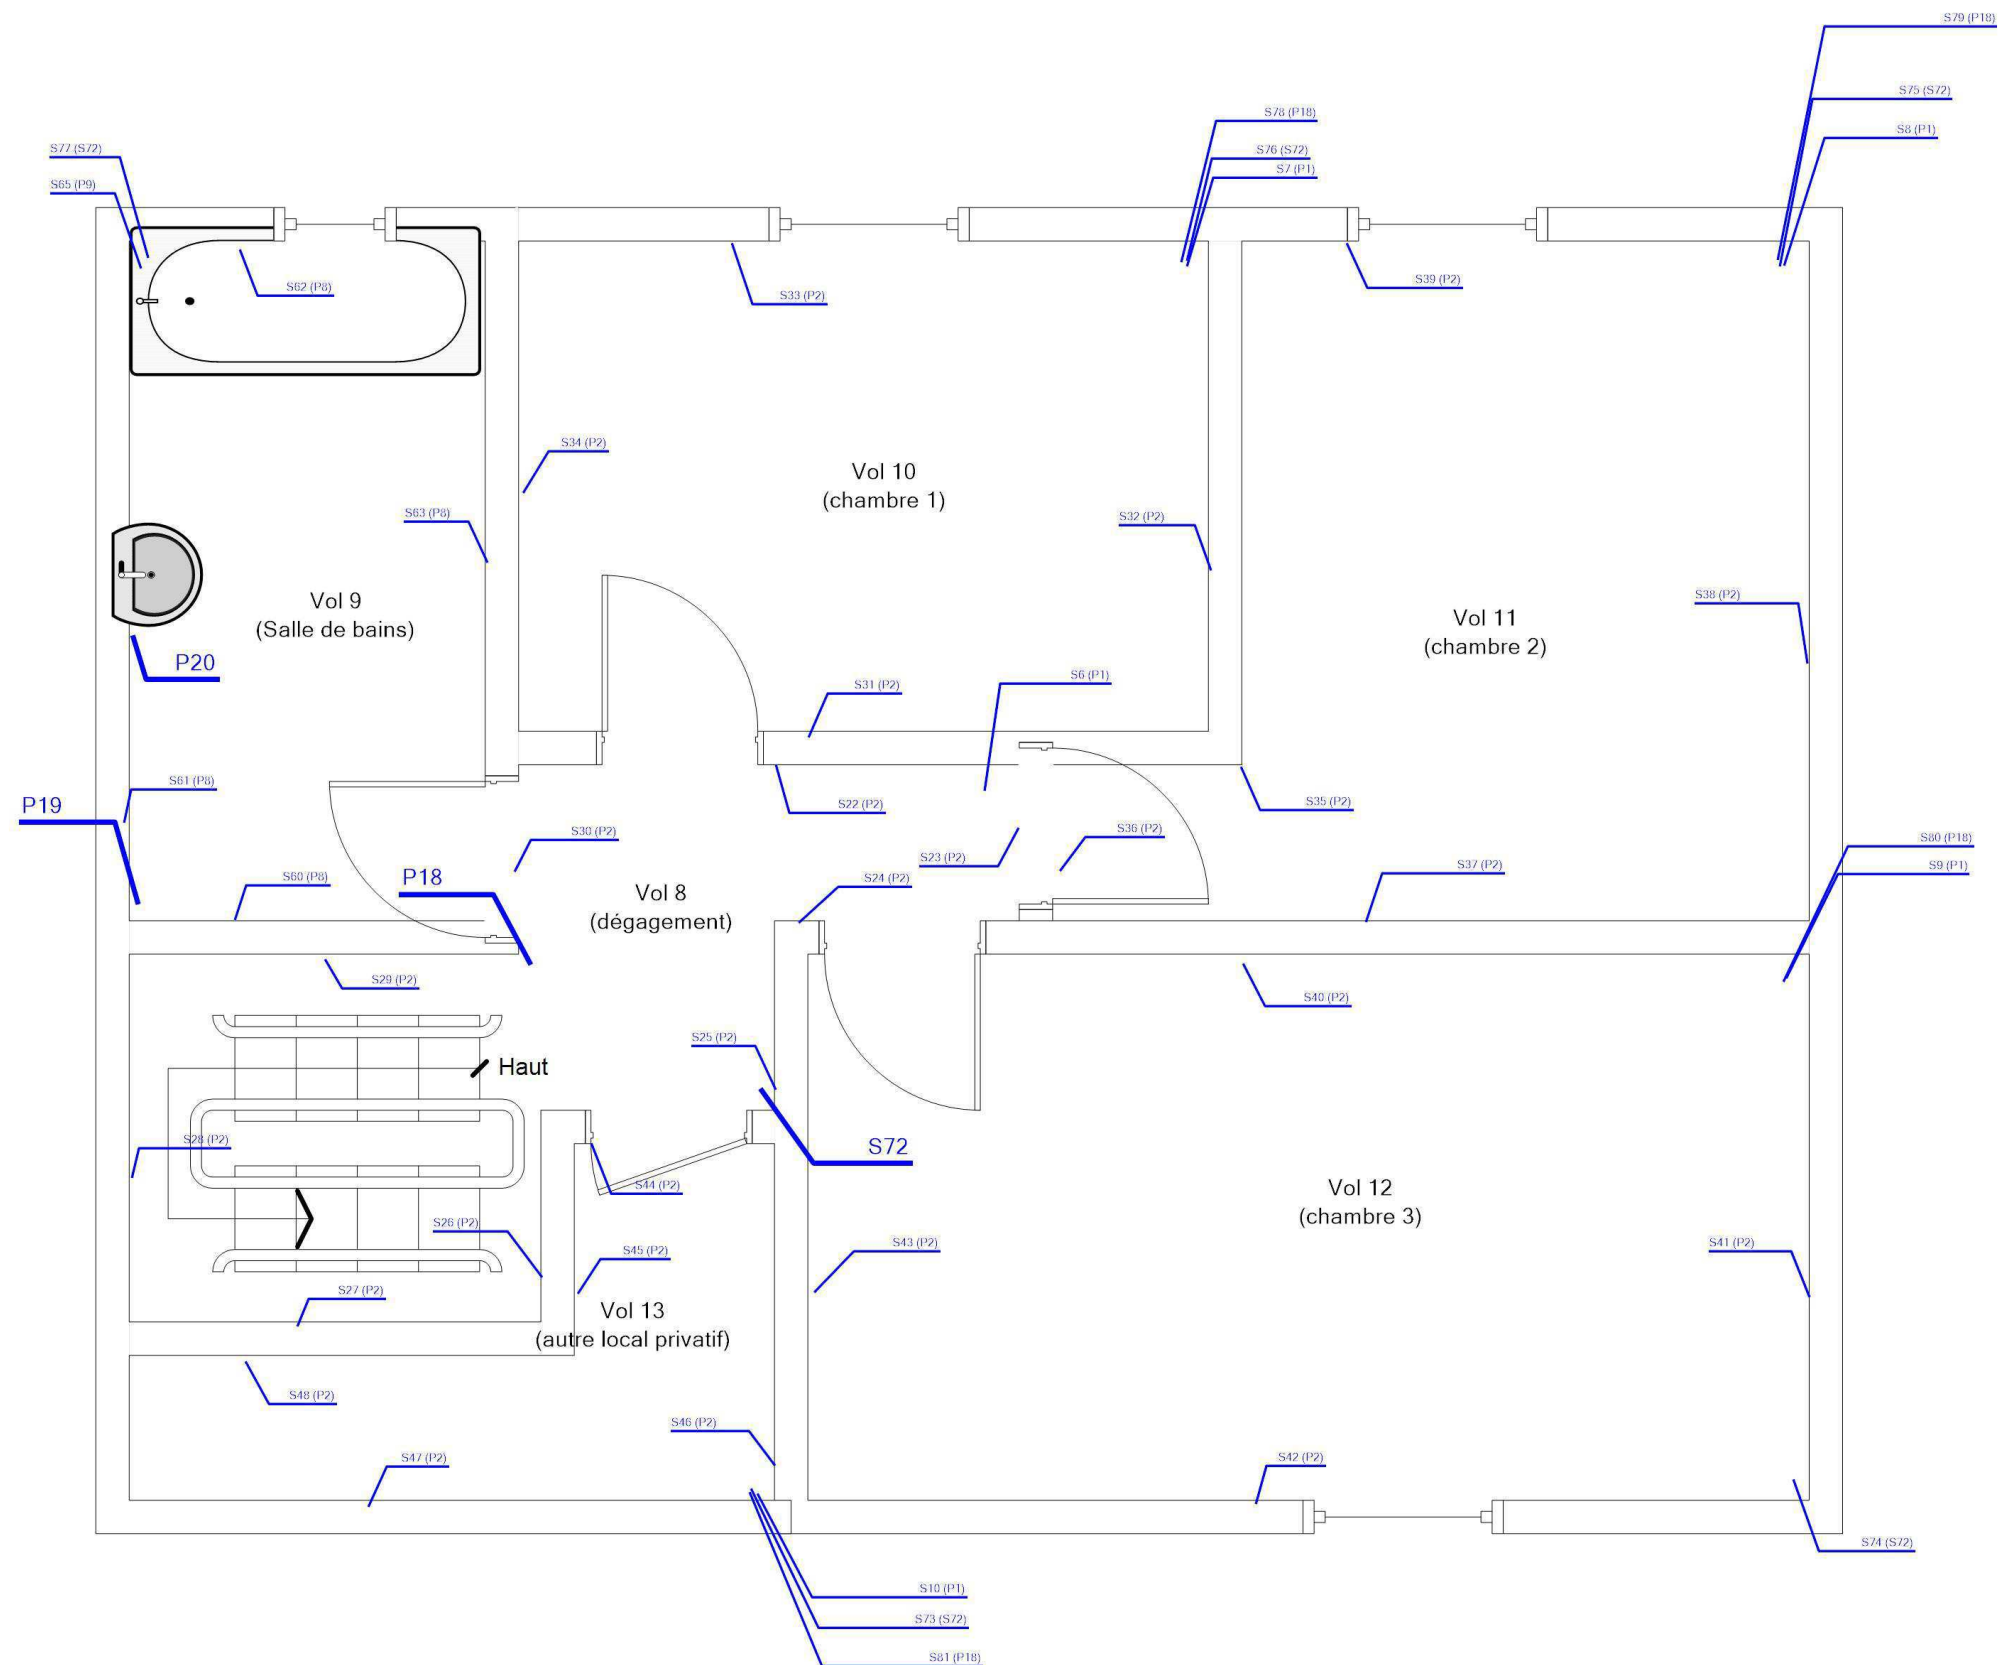 S79 (P18)
S75 (S72)
S78 (P18)
S8 (P1)
S77 (S72)
S76 (S72)
S7 (P1)
S65 (P9)
S62 (P8)
S33 (P2)
S39 (P2)
S34 (P2)
Vol 10
(chambre 1)
S63 (P8)
S32 (P2)
Vol 9
(Salle de bains)
S38 (P2)
Vol 11
(chambre 2)
P20
S31 (P2)
S6 (P1)
S61 (P8)
P19
S22 (P2)
S35 (P2)
S30 (P2)
S36 (P2)
S23 (P2)
S80 (P18)
S37 (P2)
S9 (P1)
S60 (P8)
P18
S24 (P2)
Vol 8
(dégagement)
S29 (P2)
S40 (P2)
S25 (P2)
Haut
S28 (P2)
S72
S44 (P2)
Vol 12
(chambre 3)
S26 (P2)
S45 (P2)
S43 (P2)
S41 (P2)
S27 (P2)
Vol 13
(autre local privatif)
S48 (P2)
S46 (P2)
S47 (P2)
S42 (P2)
S74 (S72)
S10 (P1)
S73 (S72)
S81 (P18)